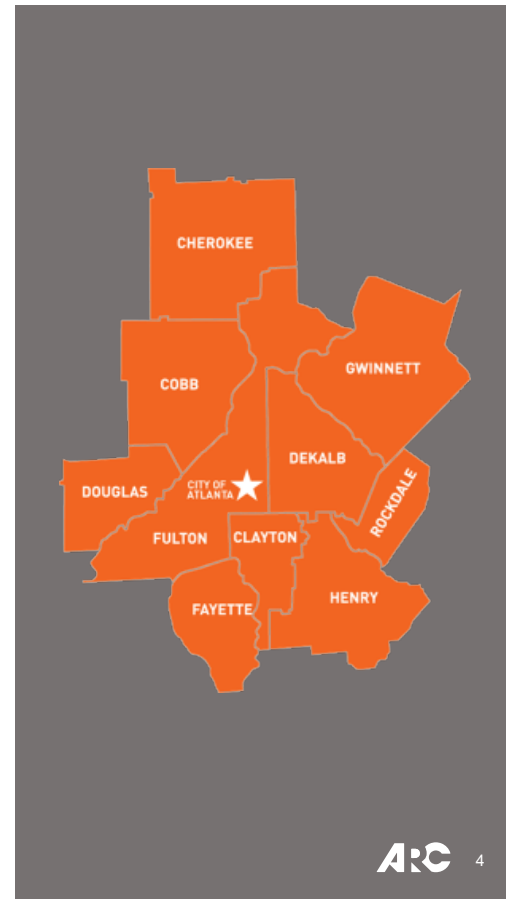 CHEROKEE
GWINNETT
COBB
DEKALB
DOUGLAS
CITY OF
ATLANTA
ROCKDALE
FULTON
CLAYTON
HENRY
FAYETTE
ARC
4